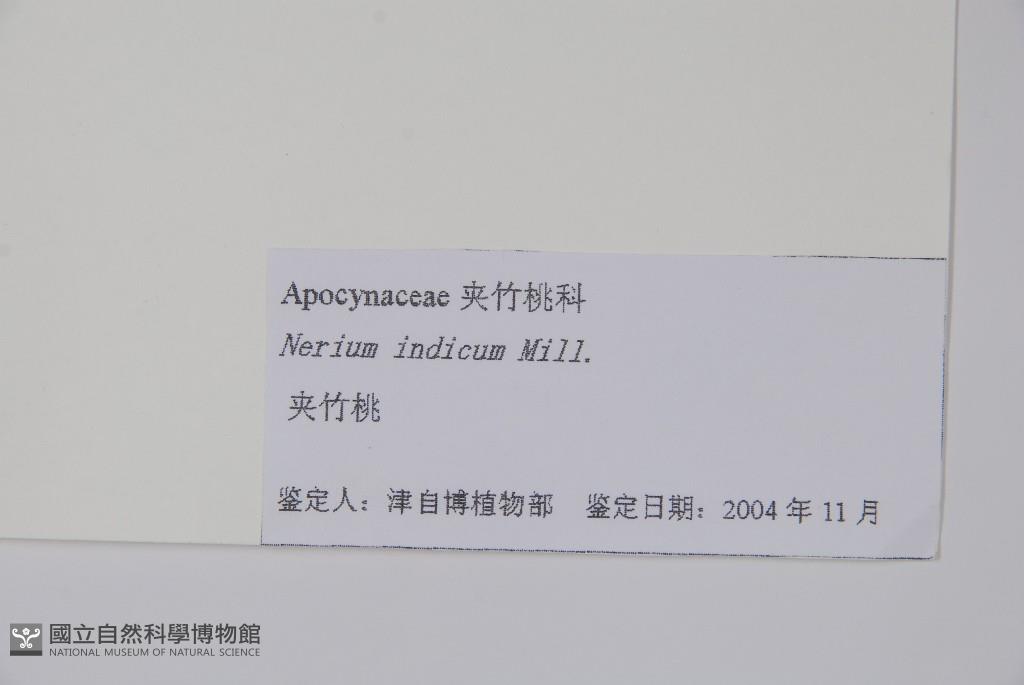 Apocynaceae 夹竹桃科
Nerium indicum Mill.
夹竹桃
鉴定人：津自博植物部 鉴定日期：2004 年 11 月
國立自然科學博物館
NATIONAL MUSEUM OF NATURAL SCIENCE